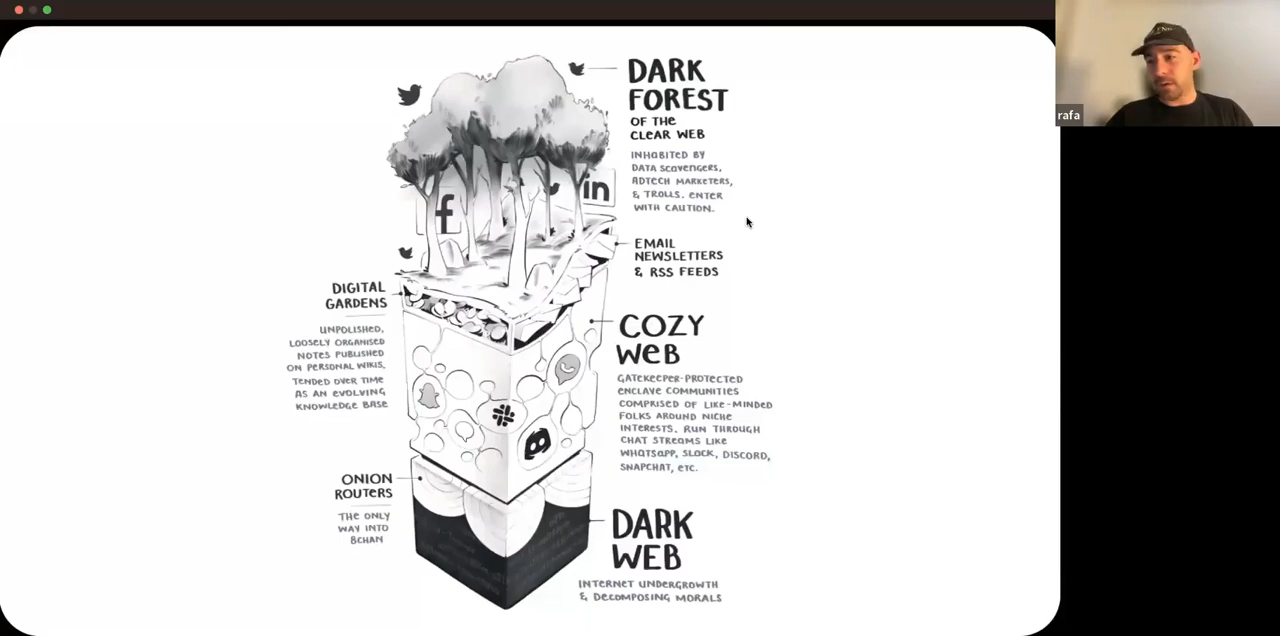 DARK
FOREST
OF THE
CLEAR WEB
INHABITED BY
DATA SCAVENGERS,
ADTECH MARKETERS,
& TROLLS. ENTER
WITH CAUTION.
f
in
EMAIL
NEWSLETTERS
& RSS FEEDS
DIGITAL
GARDENS
UNPOLISHED,
LOOSELY ORGANISED
NOTES PUBLISHED
ON PERSONAL WIKIS,
TENDED OVER TIME
AS AN EVOLVING
KNOWLEDGE BASE
COZY
WEB
GATEKEEPER-PROTECTED
ENCLAVE COMMUNITIES
COMPRISED OF LIKE-MINDED
FOLKS AROUND NICHE
INTERESTS. RUN THROUGH
CHAT STREAMS LIKE
WHATSAPP, SLACK, DISCORD,
SNAPCHAT, ETC.
ONION
ROUTERS
THE ONLY
WAY INTO
8CHAN
DARK
WEB
INTERNET UNDERGROWTH
& DECOMPOSING MORALS
rafa